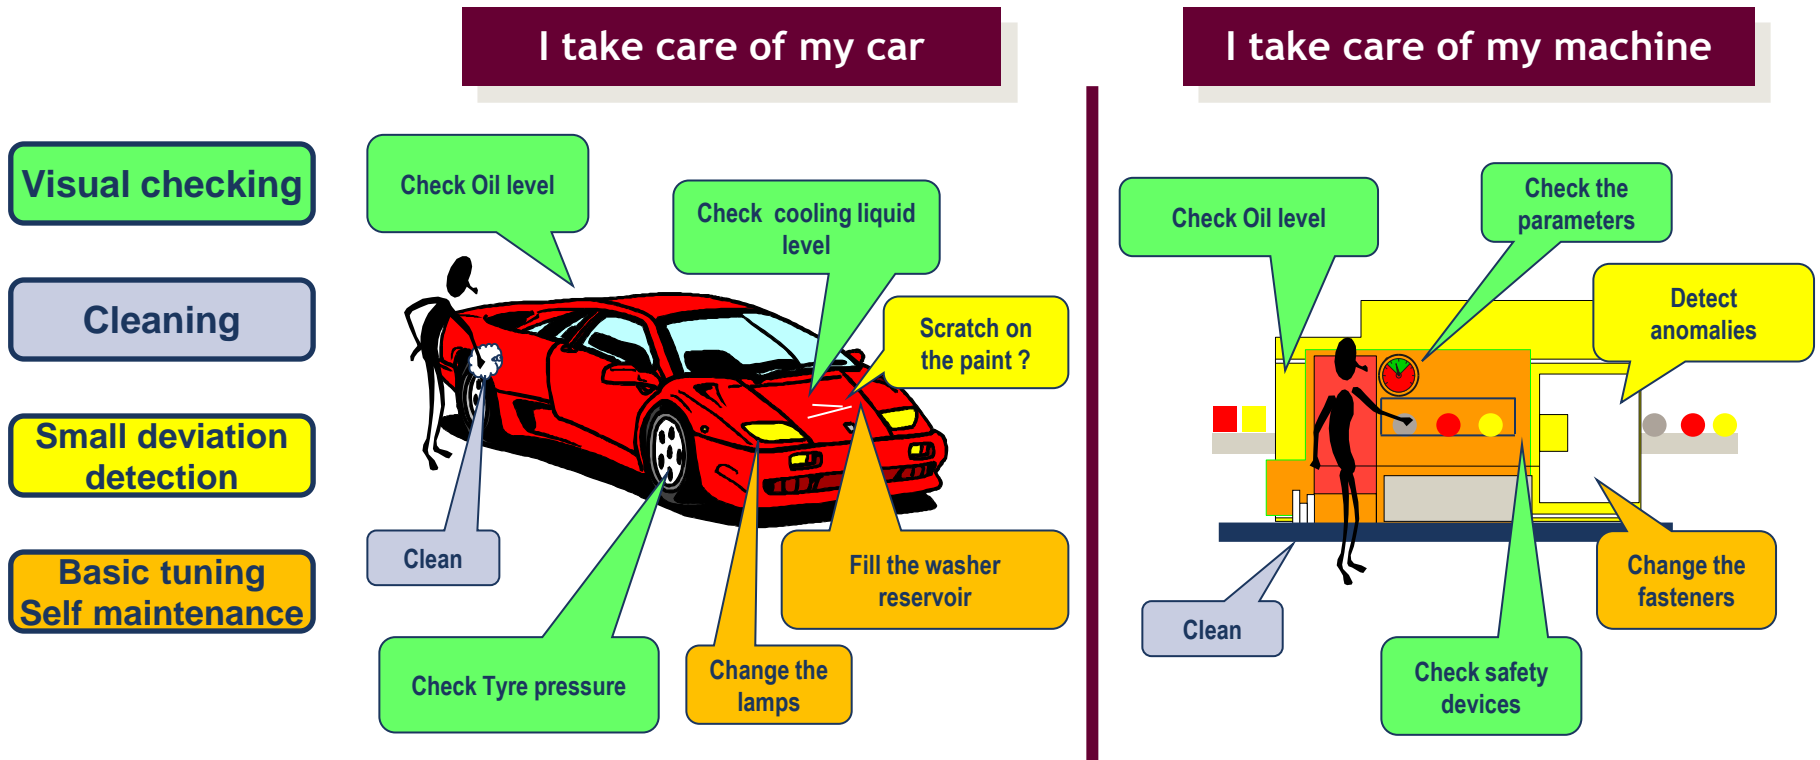 I take care of my car
I take care of my machine
Visual checking
Cleaning
Small deviation
detection
Basic tuning
Self maintenance
Check Oil level
Check cooling liquid
level
Scratch on
the paint ?
Clean
Fill the washer
reservoir
Check Tyre pressure
Change the
lamps
Check Oil level
Check the
parameters
Detect
anomalies
Change the
fasteners
Clean
Check safety
devices